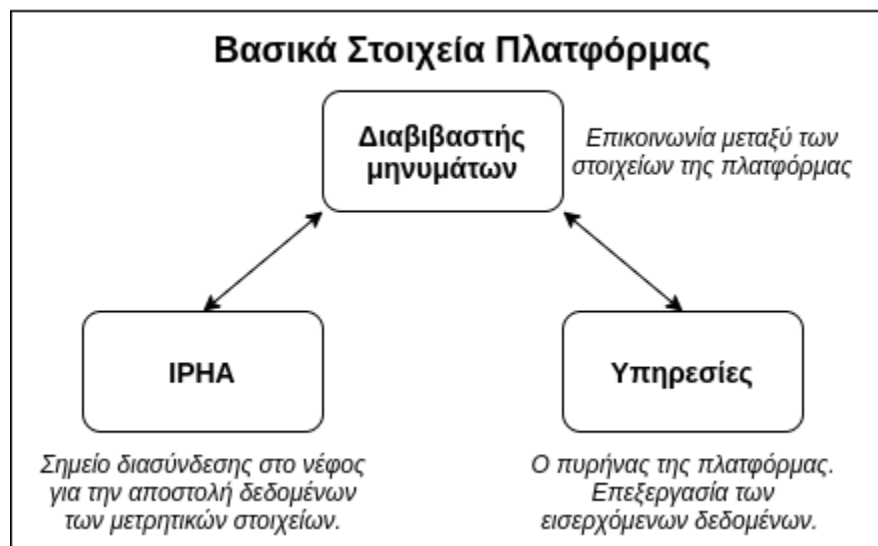 Βασικά Στοιχεία Πλατφόρμας
Διαβιβαστής
μηνυμάτων
Επικοινωνία μεταξύ των
στοιχείων της πλατφόρμας
IPHA
Υπηρεσίες
Σημείο διασύνδεσης στο νέφος
για την αποστολή δεδομένων
των μετρητικών στοιχείων.
Ο πυρήνας της πλατφόρμας.
Επεξεργασία των
εισερχόμενων δεδομένων.